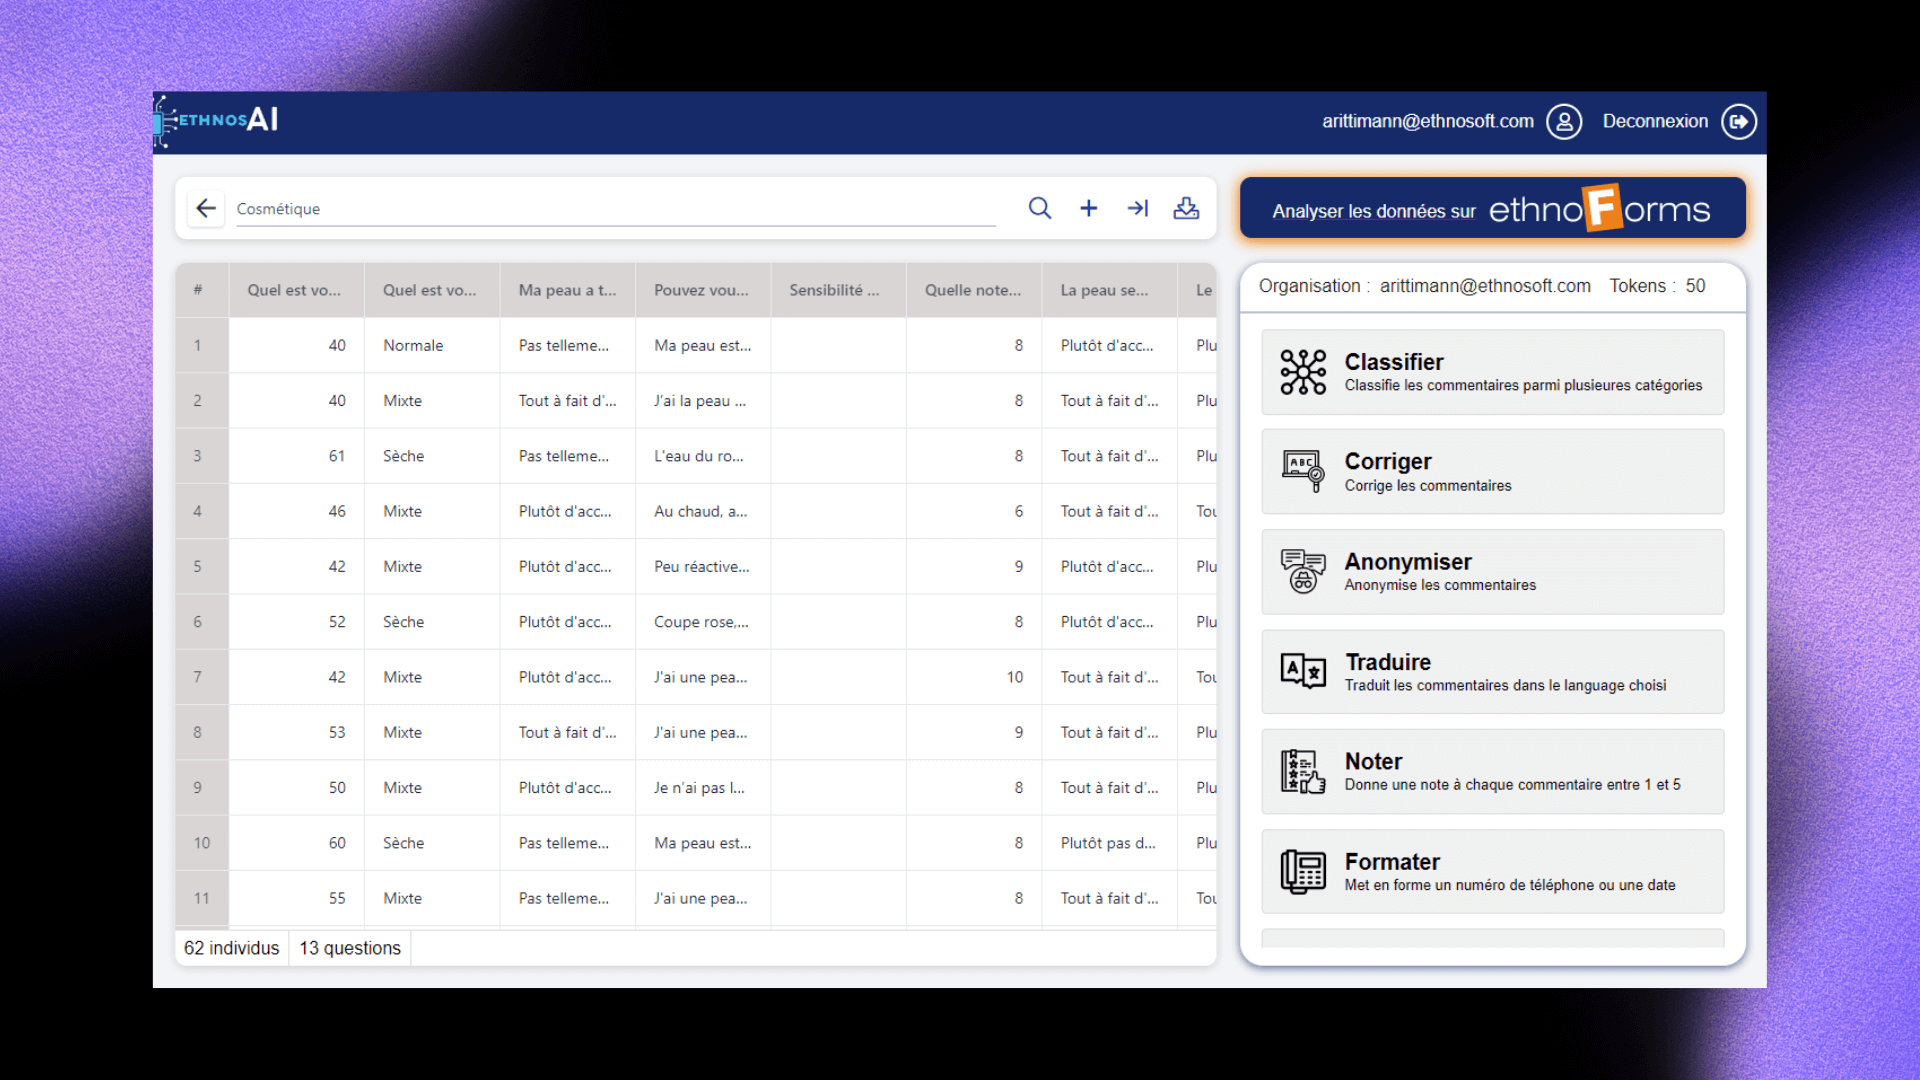 ETHNOSAI
arittimann@ethnosoft.com Deconnexion
Cosmétique
Analyser les données sur ethnoForms
# Quel est vo... Quel est vo... Ma peau a t... Pouvez vou... Sensibilité ... Quelle note... La peau se... Le
1 40 Normale Pas telleme... Ma peau est... 8 Plutôt d'acc... Plu
2 40 Mixte Tout à fait d'... J'ai la peau ... 8 Tout à fait d'... Plu
3 61 Sèche Pas telleme... L'eau du ro... 8 Tout à fait d'... Plu
4 46 Mixte Plutôt d'acc... Au chaud, a... 6 Tout à fait d'... Tou
5 42 Mixte Plutôt d'acc... Peu réactive... 9 Plutôt d'acc... Plu
6 52 Sèche Plutôt d'acc... Coupe rose,... 8 Plutôt d'acc... Plu
7 42 Mixte Plutôt d'acc... J'ai une pea... 10 Tout à fait d'... Tou
8 53 Mixte Tout à fait d'... J'ai une pea... 9 Tout à fait d'... Plu
9 50 Mixte Plutôt d'acc... Je n'ai pas l... 8 Tout à fait d'... Plu
10 60 Sèche Pas telleme... Ma peau est... 8 Plutôt pas d... Plu
11 55 Mixte Pas telleme... J'ai une pea... 8 Tout à fait d'... Tou
62 individus 13 questions
Organisation : arittimann@ethnosoft.com Tokens : 50
Classifier
Classifie les commentaires parmi plusieures catégories
ABC
Corriger
Corrige les commentaires
Anonymiser
Anonymise les commentaires
A
Traduire
Traduit les commentaires dans le language choisi
Noter
Donne une note à chaque commentaire entre 1 et 5
Formater
Met en forme un numéro de téléphone ou une date